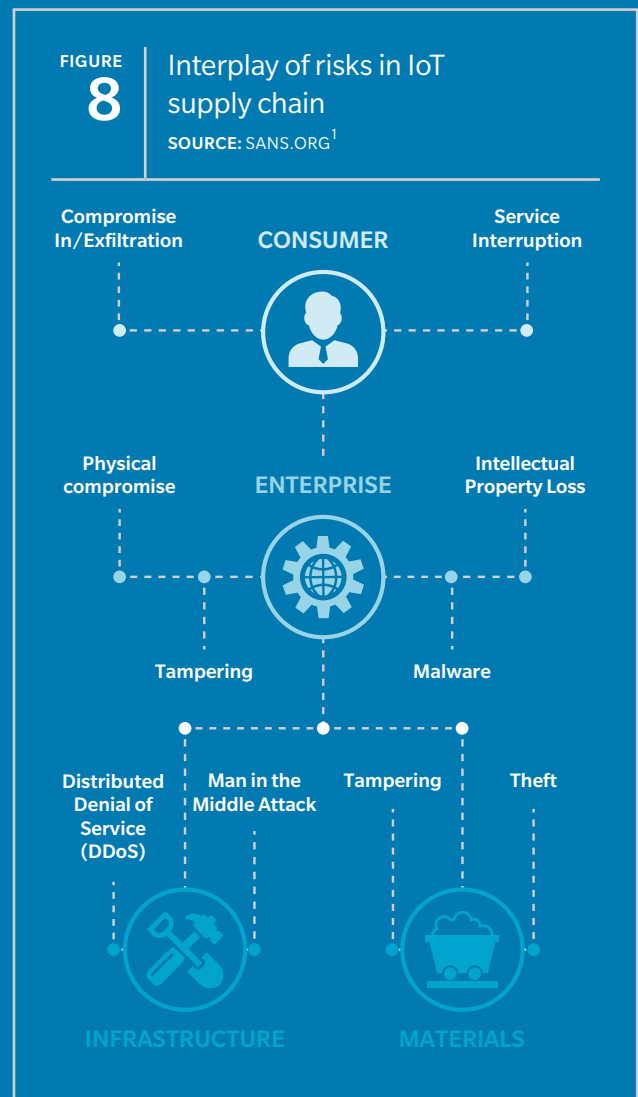 FIGURE
8
Interplay of risks in IoT
supply chain
SOURCE: SANS.ORG1
Compromise
In/Exfiltration
CONSUMER
Service
Interruption
Physical
compromise
ENTERPRISE
Intellectual
Property Loss
Tampering
Malware
Distributed
Denial of
Service
(DDoS)
Man in the
Middle Attack
Tampering
Theft
INFRASTRUCTURE
MATERIALS